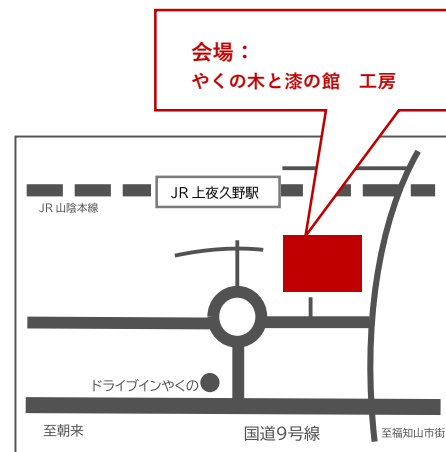 会場：
やくの木と漆の館　工房
JR 上夜久野駅
JR 山陰本線
ドライブインやくの
至朝来
国道9号線
至福知山市街